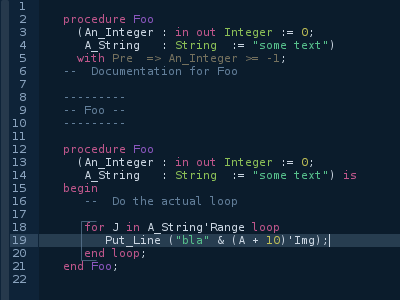 1
2 procedure Foo
3 (An_Integer : in out Integer := 0;
4 A_String : String := "some text")
5 with Pre => An_Integer >= -1;
6 -- Documentation for Foo
7
8 ---------
9 -- Foo --
10 ---------
11
12 procedure Foo
13 (An_Integer : in out Integer := 0;
14 A_String : String := "some text") is
15 begin
16 -- Do the actual loop
17
18 for J in A_String'Range loop
19 Put_Line ("bla" & (A + 10)'Img);
20 end loop;
21 end Foo;
22